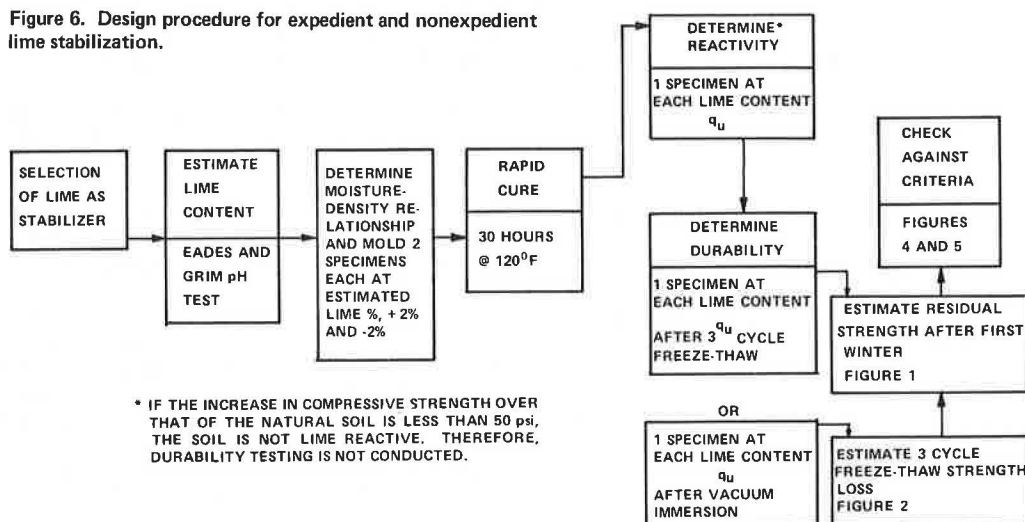 Figure 6. Design procedure for expedient and nonexpedient
lime stabilization.
SELECTION
OF LIME AS
STABILIZER
ESTIMATE
LIME
CONTENT
EADES AND
GRIM pH
TEST
DETERMINE
MOISTURE-
DENSITY RE-
LATIONSHIP
AND MOLD 2
SPECIMENS
EACH AT
ESTIMATED
LIME %, + 2%
AND -2%
RAPID
CURE
30 HOURS
@ 120⁰F
DETERMINE*
REACTIVITY
1 SPECIMEN AT
EACH LIME CONTENT
qu
DETERMINE
DURABILITY
1 SPECIMEN AT
EACH LIME CONTENT
qu
AFTER 3 CYCLE
FREEZE-THAW
OR
1 SPECIMEN AT
EACH LIME CONTENT
qu
AFTER VACUUM
IMMERSION
ESTIMATE 3 CYCLE
FREEZE-THAW STRENGTH
LOSS
FIGURE 2
ESTIMATE RESIDUAL
STRENGTH AFTER FIRST
WINTER
FIGURE 1
CHECK
AGAINST
CRITERIA
FIGURES
4 AND 5
* IF THE INCREASE IN COMPRESSIVE STRENGTH OVER
THAT OF THE NATURAL SOIL IS LESS THAN 50 psi,
THE SOIL IS NOT LIME REACTIVE. THEREFORE,
DURABILITY TESTING IS NOT CONDUCTED.